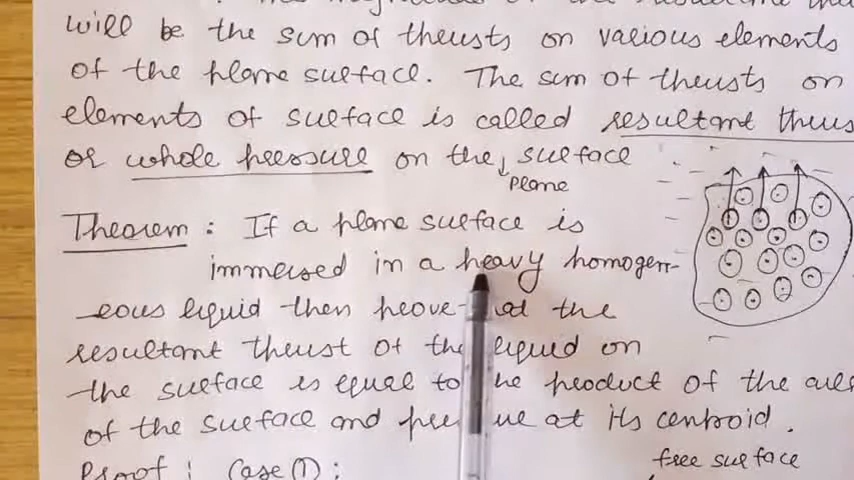 will be the sum of thrusts on various elements
of the plane surface. The sum of thrusts on
elements of surface is called resultant thrus
or whole pressure on the surface
plane
Theorem : If a plane surface is
immersed in a heavy homogen-
eous liquid then prove that the
resultant thrust of the liquid on
the surface is equal to the product of the area
of the surface and pressure at its centroid.
Proof : Case (1) :
free surface